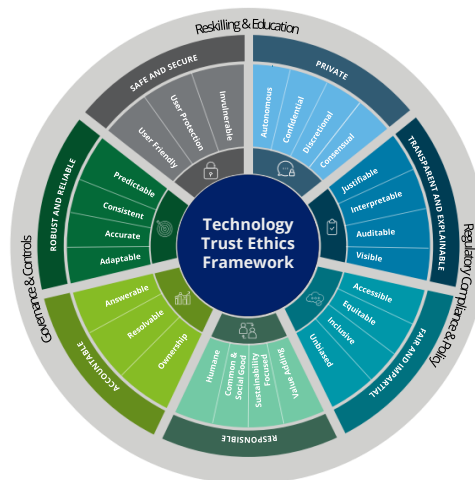 Reskilling & Education
Regulatory Compliance & Policy
Governance & Controls
Technology
Trust Ethics
Framework
SAFE AND SECURE
User Friendly
User Protection
Invulnerable
PRIVATE
Autonomous
Confidential
Discretional
Consensual
TRANSPARENT AND EXPLAINABLE
Justifiable
Interpretable
Auditable
Visible
FAIR AND IMPARTIAL
Accessible
Equitable
Inclusive
Unbiased
RESPONSIBLE
Humane
Common &
Social Good
Sustainability
Focused
Value Adding
ACCOUNTABLE
Answerable
Resolvable
Ownership
ROBUST AND RELIABLE
Predictable
Consistent
Accurate
Adaptable